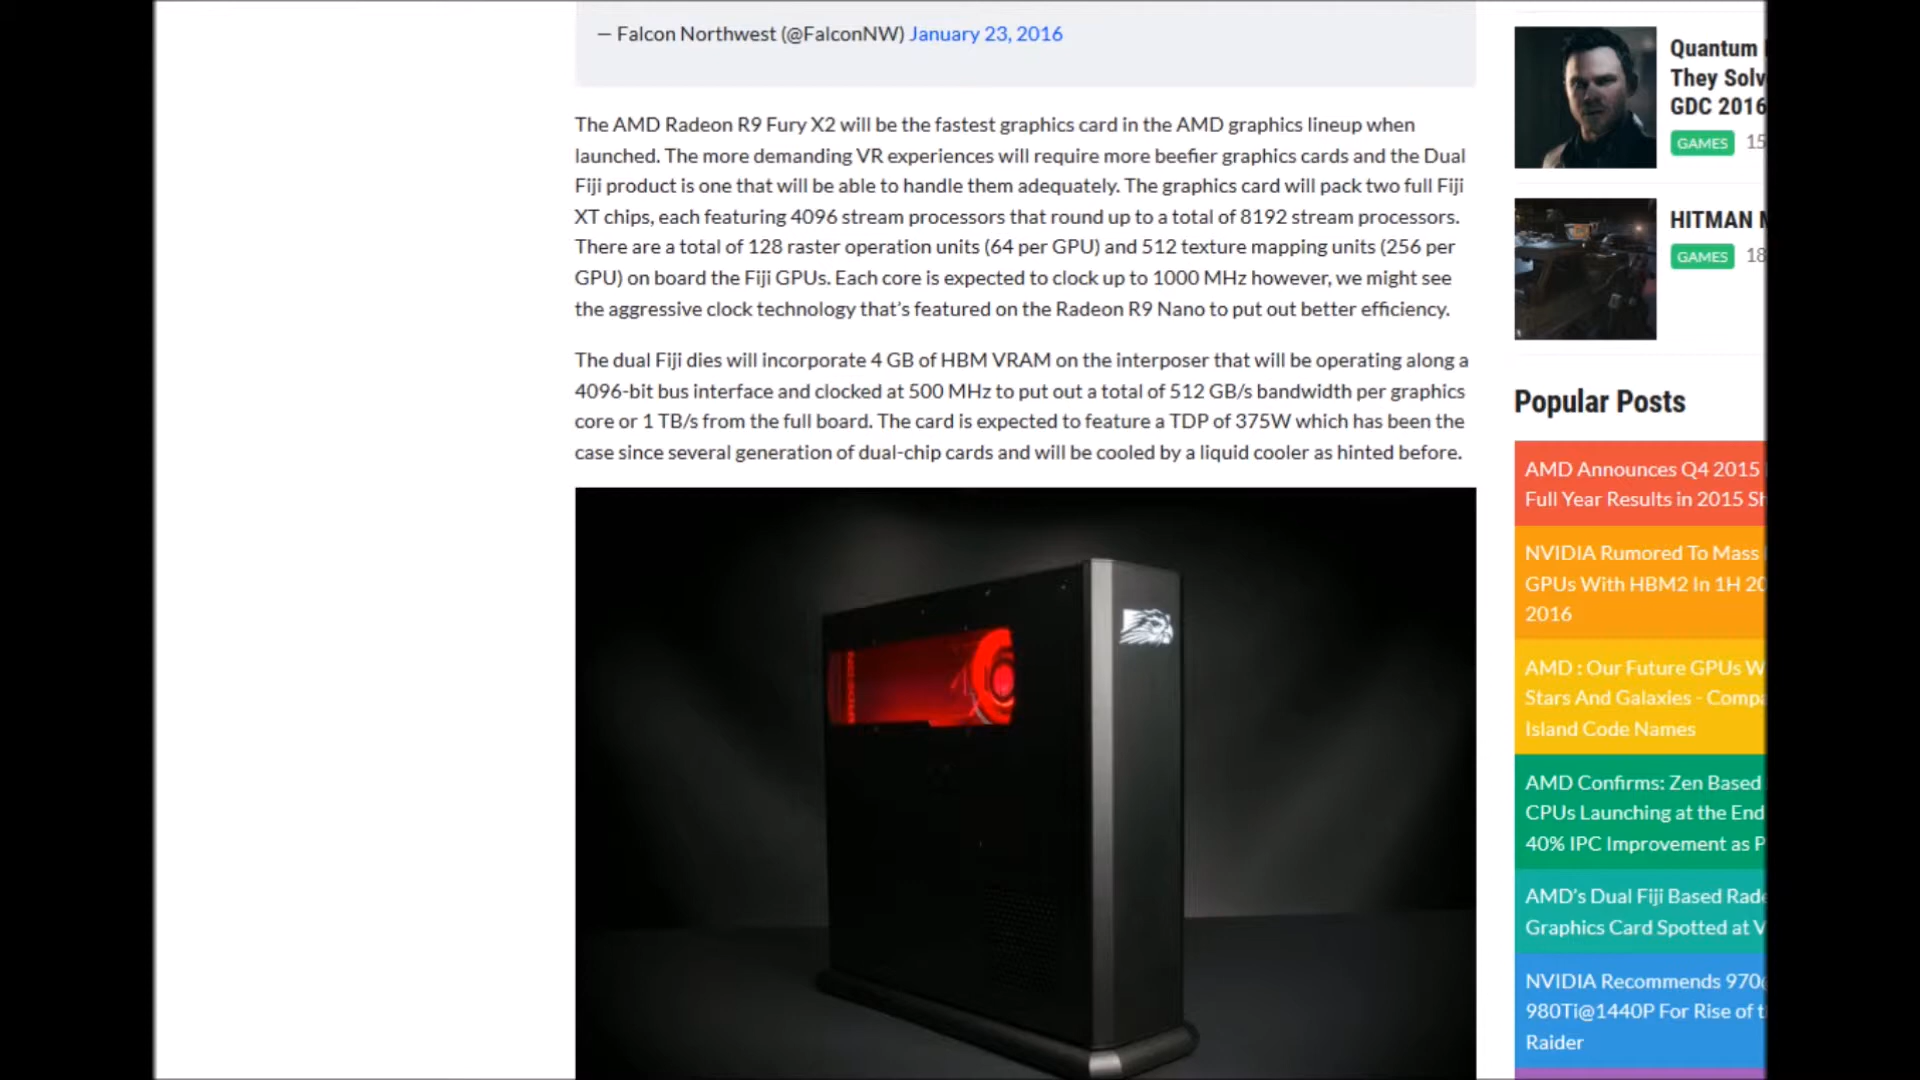 — Falcon Northwest (@FalconNW) January 23, 2016
The AMD Radeon R9 Fury X2 will be the fastest graphics card in the AMD graphics lineup when
launched. The more demanding VR experiences will require more beefier graphics cards and the Dual
Fiji product is one that will be able to handle them adequately. The graphics card will pack two full Fiji
XT chips, each featuring 4096 stream processors that round up to a total of 8192 stream processors.
There are a total of 128 raster operation units (64 per GPU) and 512 texture mapping units (256 per
GPU) on board the Fiji GPUs. Each core is expected to clock up to 1000 MHz however, we might see
the aggressive clock technology that's featured on the Radeon R9 Nano to put out better efficiency.
The dual Fiji dies will incorporate 4 GB of HBM VRAM on the interposer that will be operating along a
4096-bit bus interface and clocked at 500 MHz to put out a total of 512 GB/s bandwidth per graphics
core or 1 TB/s from the full board. The card is expected to feature a TDP of 375W which has been the
case since several generation of dual-chip cards and will be cooled by a liquid cooler as hinted before.
RADEON
Quantum
They Solv
GDC 2016
GAMES 15
HITMAN
GAMES 18
Popular Posts
AMD Announces Q4 2015
Full Year Results in 2015 Sh
NVIDIA Rumored To Mass
GPUs With HBM2 In 1H 20
2016
AMD : Our Future GPUs W
Stars And Galaxies - Compa
Island Code Names
AMD Confirms: Zen Based
CPUs Launching at the End
40% IPC Improvement as P
AMD's Dual Fiji Based Rade
Graphics Card Spotted at V
NVIDIA Recommends 970@
980Ti@1440P For Rise of t
Raider